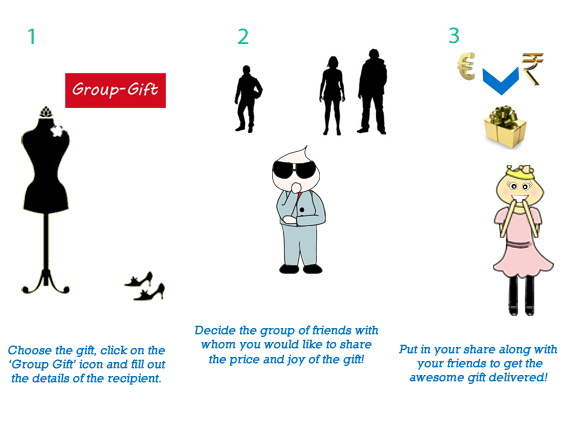 1
Group-Gift
Choose the gift, click on the
'Group Gift' icon and fill out
the details of the recipient.
2
Decide the group of friends with
whom you would like to share
the price and joy of the gift!
3
€ ₹
Put in your share along with
your friends to get the
awesome gift delivered!